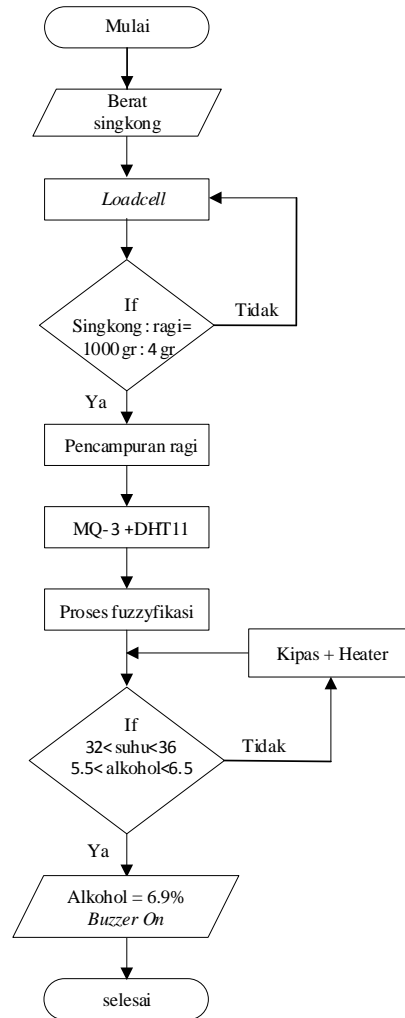 Mulai
Berat
singkong
Loadcell
If
Singkong : ragi=
1000 gr : 4 gr
Tidak
Ya
Pencampuran ragi
MQ-3 +DHT11
Proses fuzzyfikasi
Kipas + Heater
If
32< suhu<36
5.5< alkohol<6.5
Tidak
Ya
Alkohol = 6.9%
Buzzer On
selesai